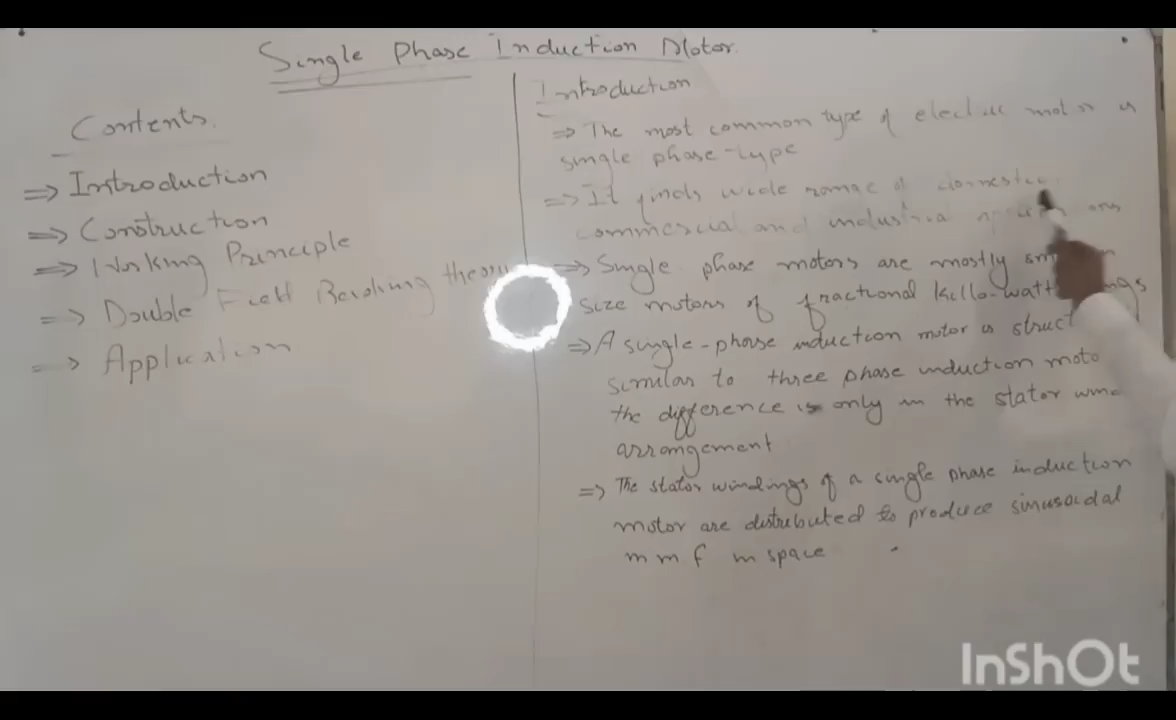 Single Phase Induction Motor.
Contents.
=> Introduction
=> Construction
=> Working Principle
=> Double Field Revolving theory
=> Application
Introduction
=> The most common type of electric motor is
single phase-type
=> It finds wide range of domestic
commercial and industrial
=> Single phase motors are mostly
size motors of fractional killo-watt
=> A single-phase induction motor is
similar to three phase induction
the difference is only in the stator
arrangement
=> The stator windings of a single phase induction
motor are distributed to produce sinusoidal
m m f in space
InShOt